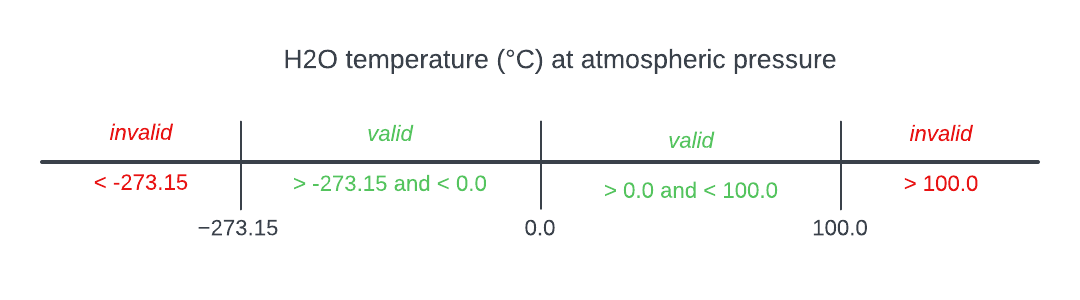 H2O temperature (°C) at atmospheric pressure
invalid
valid
valid
invalid
< -273.15
> -273.15 and < 0.0
> 0.0 and < 100.0
> 100.0
−273.15
0.0
100.0